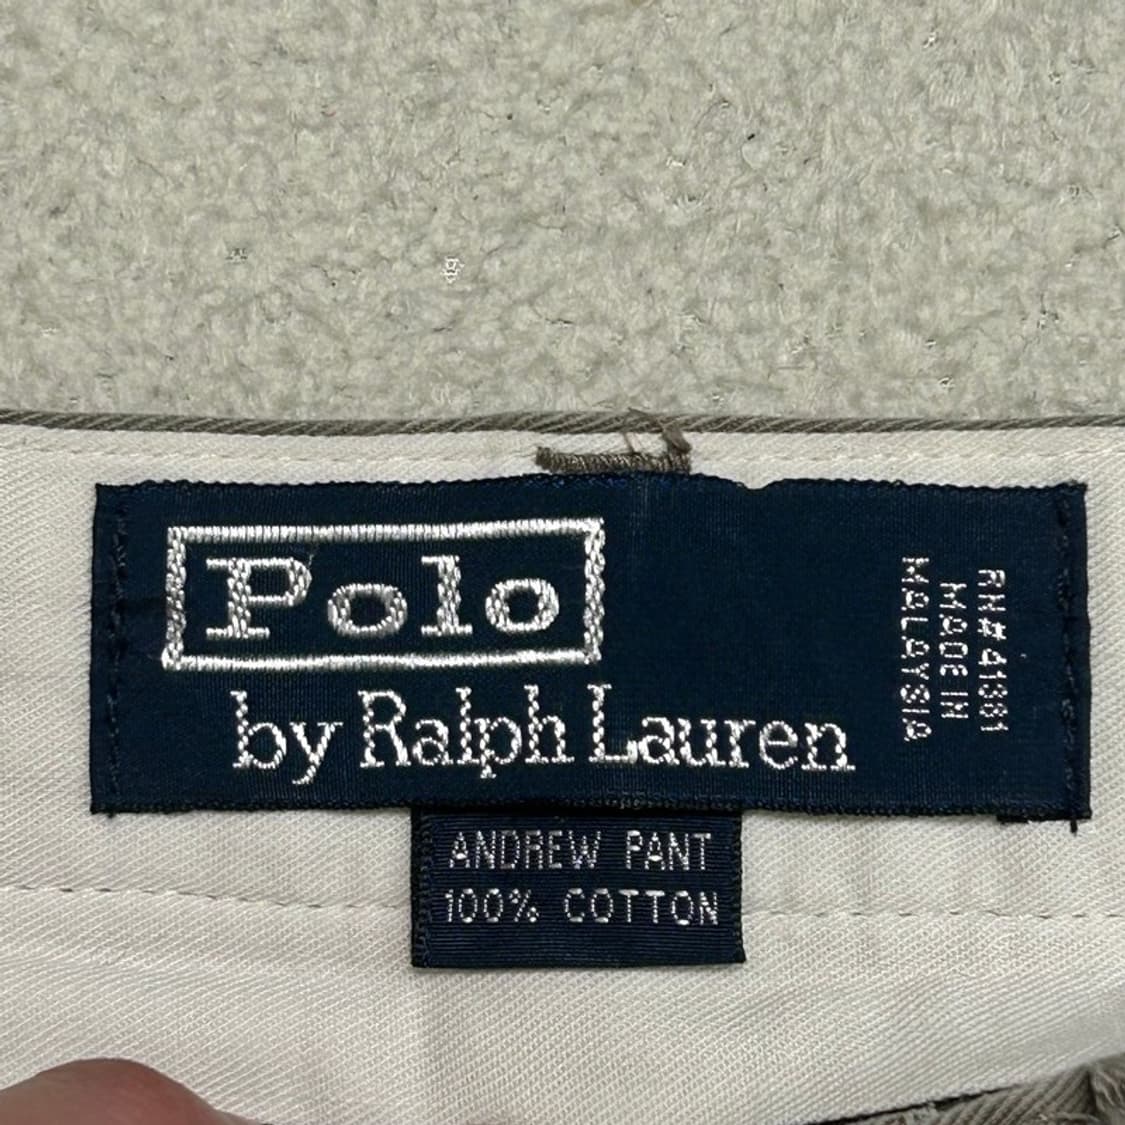 Polo
by Ralph Lauren
RN# 41381
MADE IN
MALAYSIA
ANDREW PANT
100% COTTON